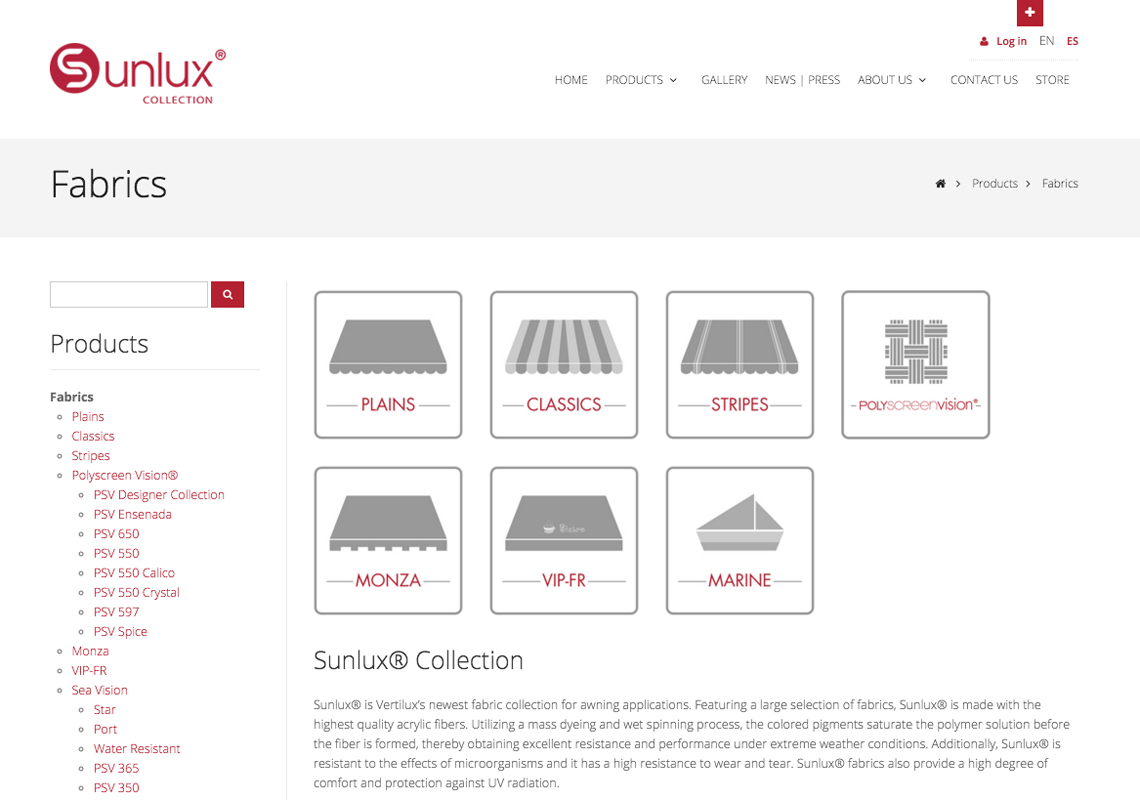 Log in EN ES
Sunlux®
COLLECTION
HOME PRODUCTS GALLERY NEWS | PRESS ABOUT US CONTACT US STORE
Fabrics
Products Fabrics
Products
Fabrics
Plains
Classics
Stripes
Polyscreen Vision®
PSV Designer Collection
PSV Ensenada
PSV 650
PSV 550
PSV 550 Calico
PSV 550 Crystal
PSV 597
PSV Spice
Monza
VIP-FR
Sea Vision
Star
Port
Water Resistant
PSV 365
PSV 350
PLAINS CLASSICS STRIPES POLYSCREENVISION®
MONZA VIP-FR MARINE
Sunlux® Collection
Sunlux® is Vertilux's newest fabric collection for awning applications. Featuring a large selection of fabrics, Sunlux® is made with the
highest quality acrylic fibers. Utilizing a mass dyeing and wet spinning process, the colored pigments saturate the polymer solution before
the fiber is formed, thereby obtaining excellent resistance and performance under extreme weather conditions. Additionally, Sunlux® is
resistant to the effects of microorganisms and it has a high resistance to wear and tear. Sunlux® fabrics also provide a high degree of
comfort and protection against UV radiation.